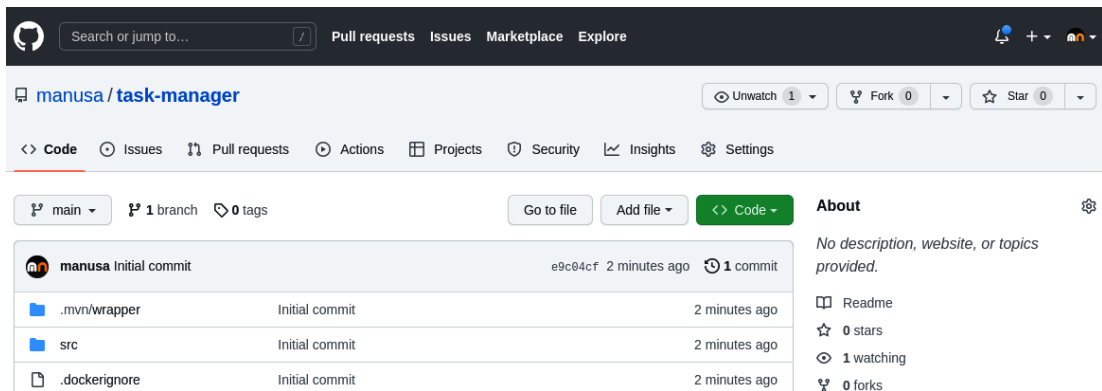 Search or jump to… / Pull requests Issues Marketplace Explore
manusa / task-manager Unwatch 1 Fork 0 Star 0
<> Code Issues Pull requests Actions Projects Security Insights Settings
main 1 branch 0 tags Go to file Add file <> Code
About
No description, website, or topics
provided.
Readme
0 stars
1 watching
0 forks
manusa Initial commit e9c04cf 2 minutes ago 1 commit
.mvn/wrapper Initial commit 2 minutes ago
src Initial commit 2 minutes ago
.dockerignore Initial commit 2 minutes ago